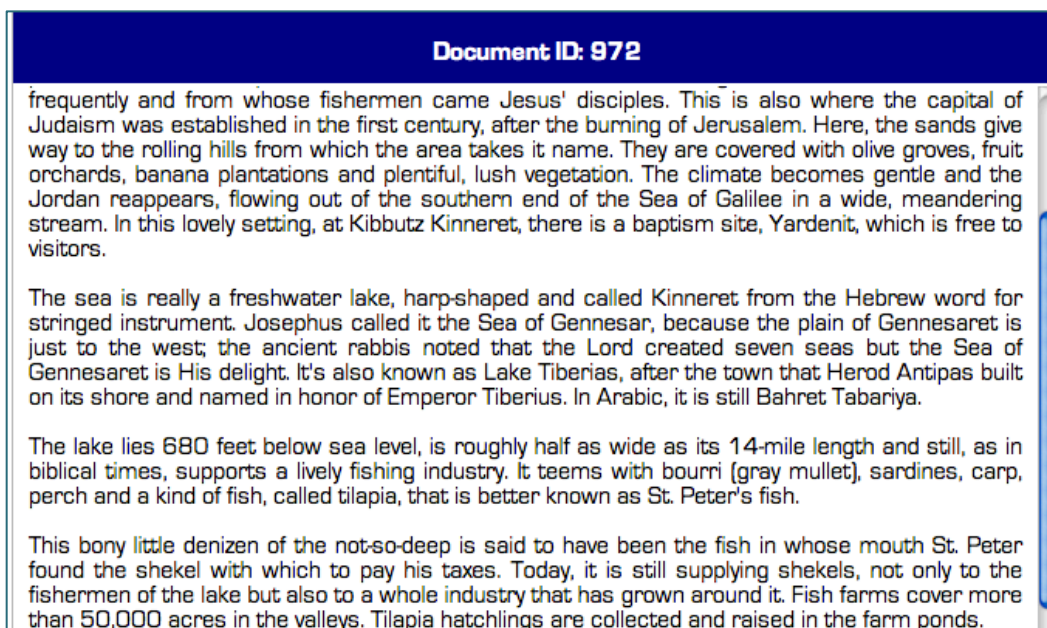 Document ID: 972
frequently and from whose fishermen came Jesus' disciples. This is also where the capital of
Judaism was established in the first century, after the burning of Jerusalem. Here, the sands give
way to the rolling hills from which the area takes it name. They are covered with olive groves, fruit
orchards, banana plantations and plentiful, lush vegetation. The climate becomes gentle and the
Jordan reappears, flowing out of the southern end of the Sea of Galilee in a wide, meandering
stream. In this lovely setting, at Kibbutz Kinneret, there is a baptism site, Yardenit, which is free to
visitors.
The sea is really a freshwater lake, harp-shaped and called Kinneret from the Hebrew word for
stringed instrument. Josephus called it the Sea of Gennesar, because the plain of Gennesaret is
just to the west; the ancient rabbis noted that the Lord created seven seas but the Sea of
Gennesaret is His delight. It's also known as Lake Tiberias, after the town that Herod Antipas built
on its shore and named in honor of Emperor Tiberius. In Arabic, it is still Bahret Tabariya.
The lake lies 680 feet below sea level, is roughly half as wide as its 14-mile length and still, as in
biblical times, supports a lively fishing industry. It teems with bourri (gray mullet), sardines, carp,
perch and a kind of fish, called tilapia, that is better known as St. Peter's fish.
This bony little denizen of the not-so-deep is said to have been the fish in whose mouth St. Peter
found the shekel with which to pay his taxes. Today, it is still supplying shekels, not only to the
fishermen of the lake but also to a whole industry that has grown around it. Fish farms cover more
than 50,000 acres in the valleys. Tilapia hatchlings are collected and raised in the farm ponds.